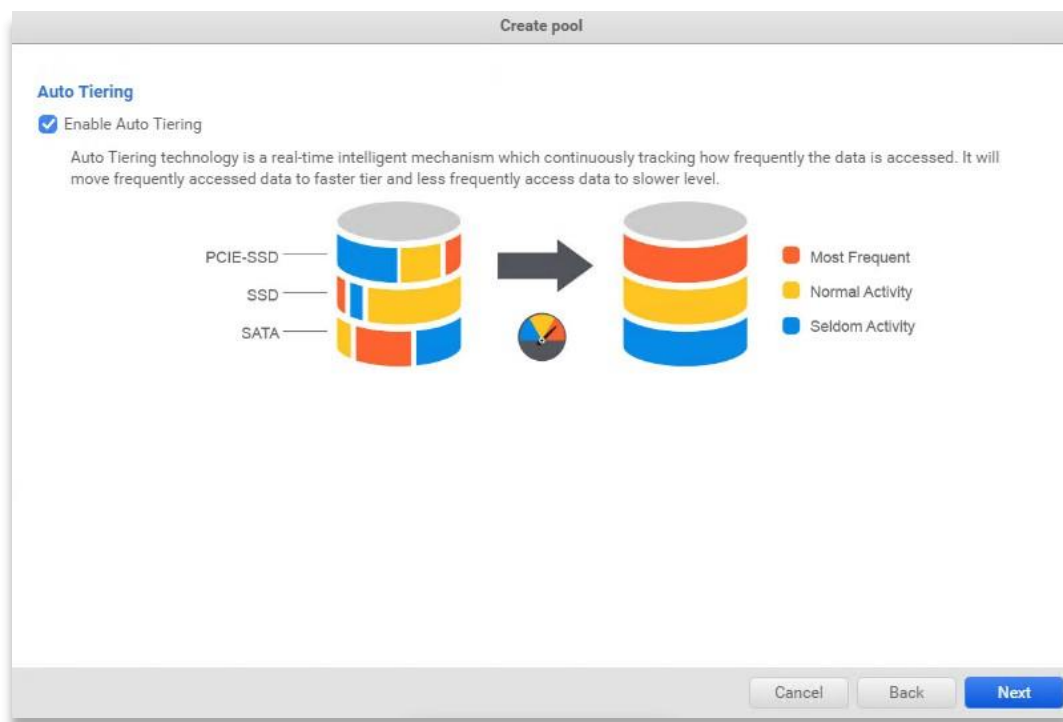 Create pool
Auto Tiering
Enable Auto Tiering
Auto Tiering technology is a real-time intelligent mechanism which continuously tracking how frequently the data is accessed. It will
move frequently accessed data to faster tier and less frequently access data to slower level.
PCIE-SSD
SSD
SATA
Most Frequent
Normal Activity
Seldom Activity
Cancel
Back
Next